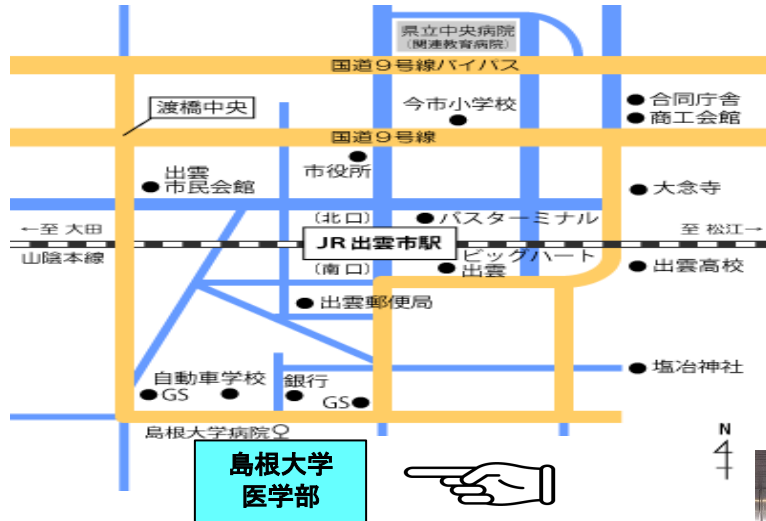 県立中央病院
(関連教育病院)
国道9号線バイパス
渡橋中央
今市小学校
合同庁舎
商工会館
国道9号線
市役所
出雲
市民会館
大念寺
(北口)
バスターミナル
←至 大田
至 松江→
JR出雲市駅
山陰本線
(南口)
ビッグハート
出雲
出雲高校
出雲郵便局
塩冶神社
自動車学校
銀行
GS
GS
島根大学病院
N
4
島根大学
医学部